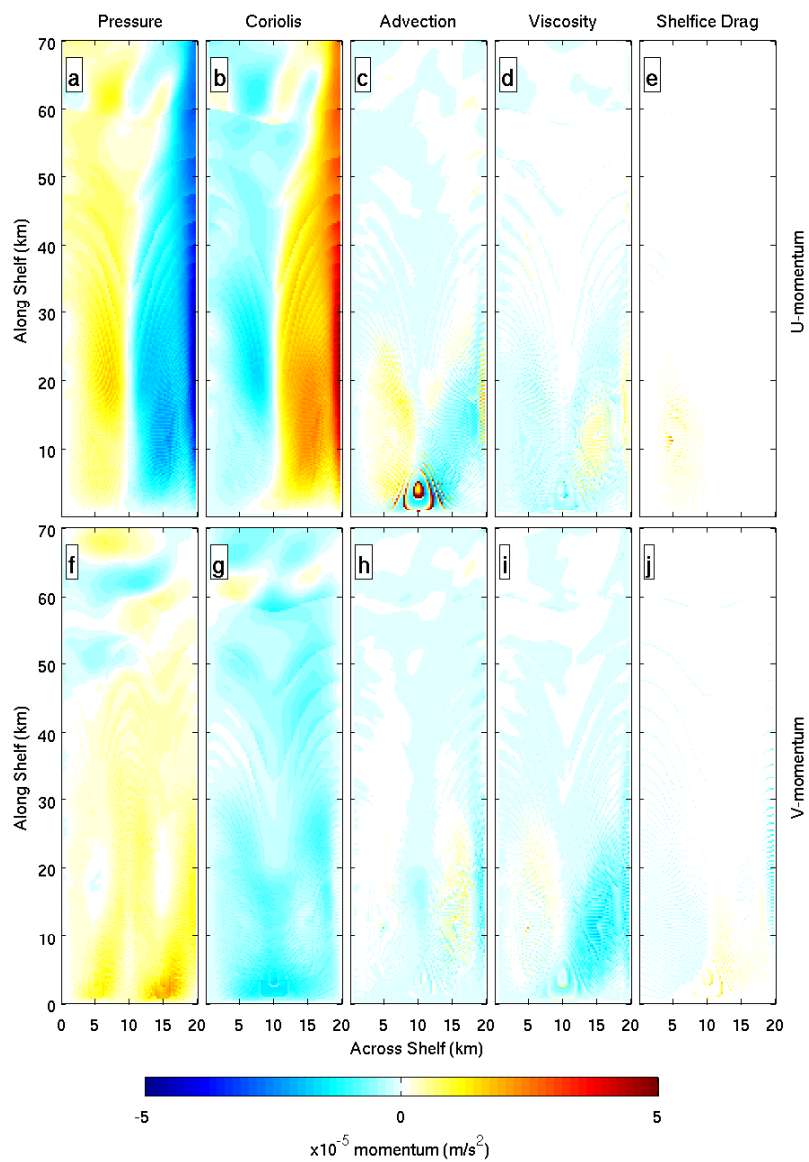 Pressure Coriolis Advection Viscosity Shelfice Drag
70
a b c d e
60
50
40
30
20
10
Along Shelf (km)
U-momentum
70
f g h i j
60
50
40
30
20
10
0
Along Shelf (km)
V-momentum
0 5 10 15 20 5 10 15 20 5 10 15 20 5 10 15 20 5 10 15 20
Across Shelf (km)
-5 0 5
x10⁻⁵ momentum (m/s²)